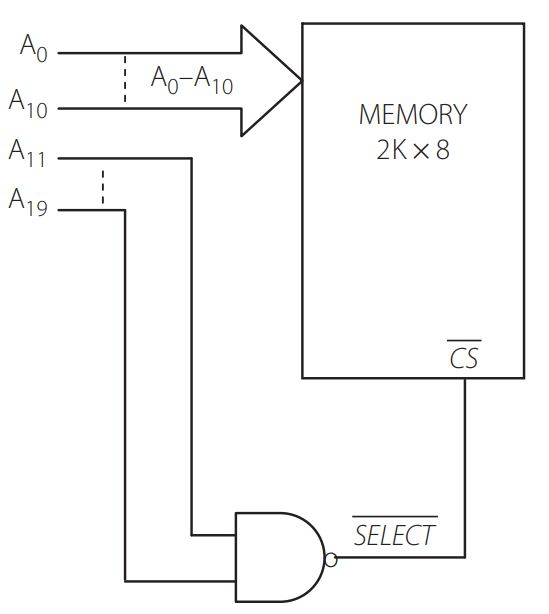 A0
A0–A10
A10
MEMORY
2K × 8
A11
A19
CS
SELECT